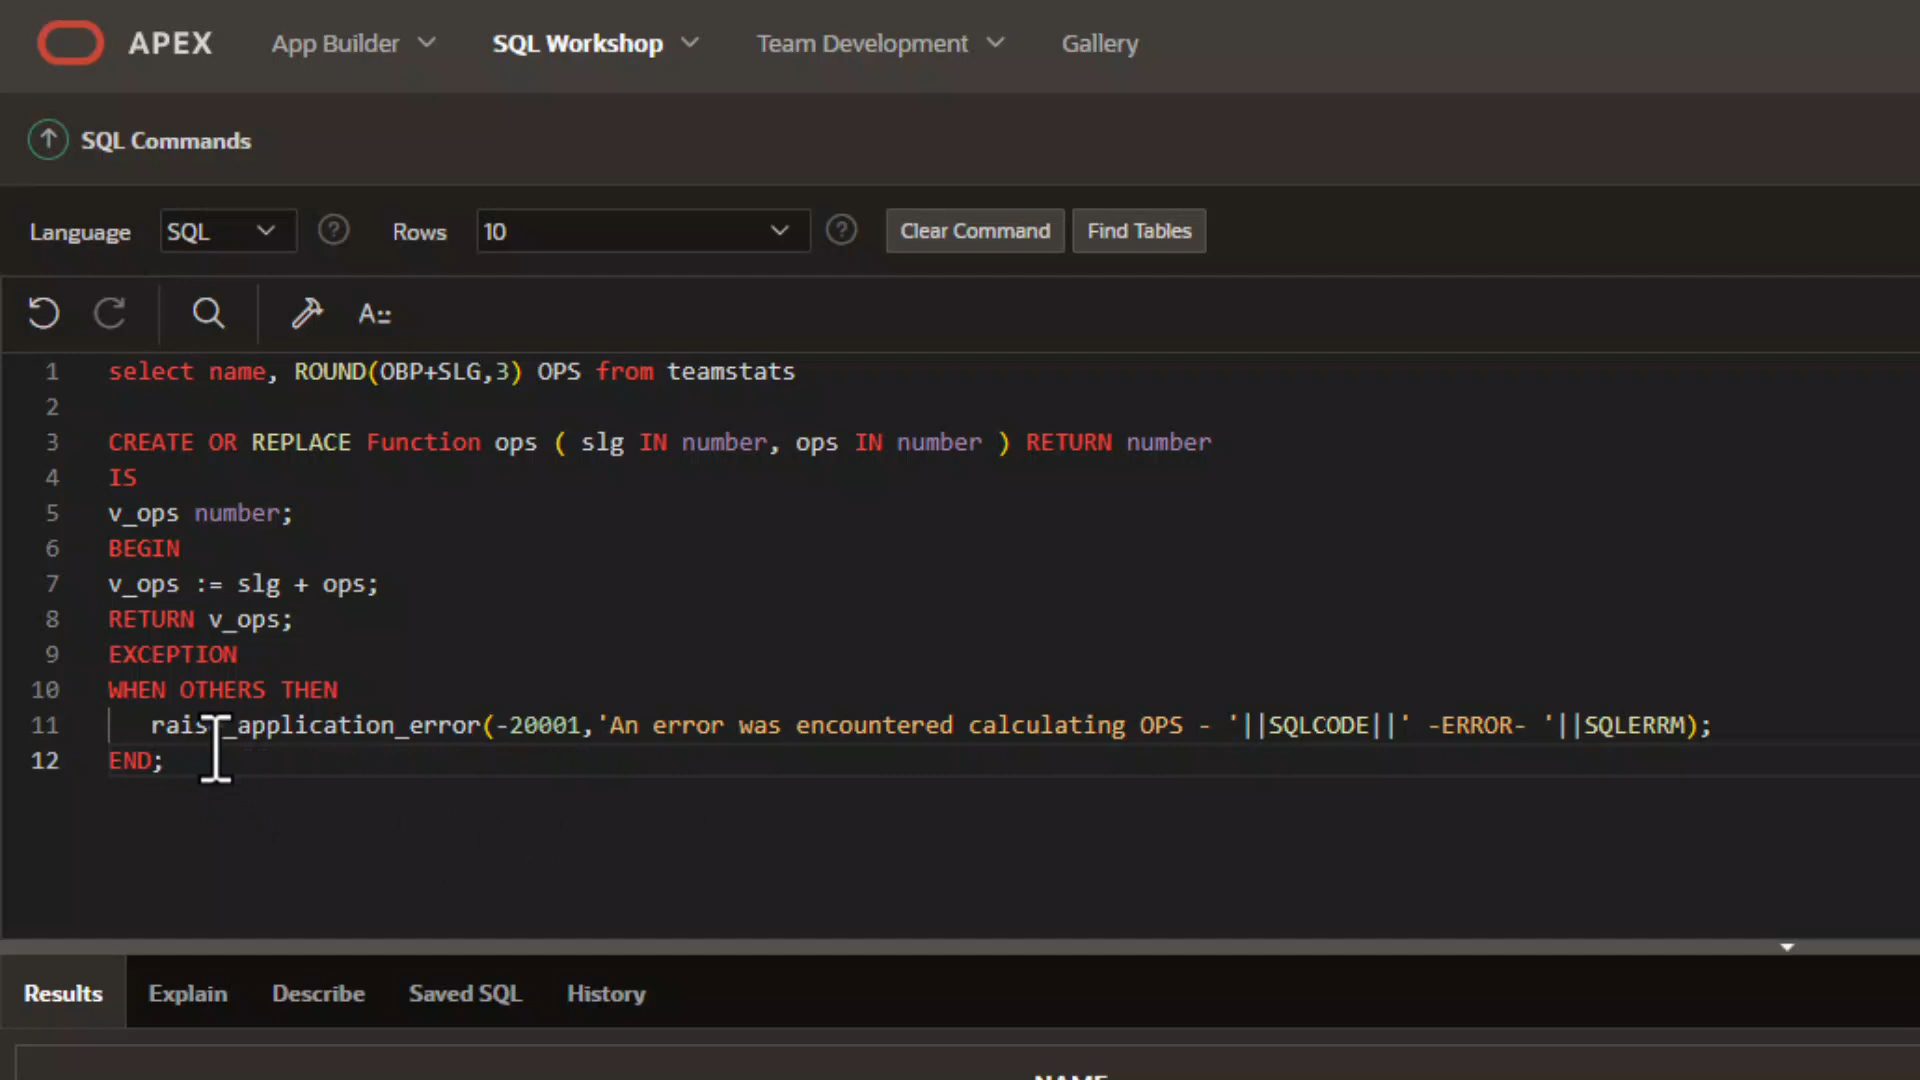 APEX App Builder SQL Workshop Team Development Gallery
SQL Commands
Language SQL Rows 10 Clear Command Find Tables
A::
1 select name, ROUND(OBP+SLG,3) OPS from teamstats
2
3 CREATE OR REPLACE Function ops ( slg IN number, ops IN number ) RETURN number
4 IS
5 v_ops number;
6 BEGIN
7 v_ops := slg + ops;
8 RETURN v_ops;
9 EXCEPTION
10 WHEN OTHERS THEN
11 raise_application_error(-20001,'An error was encountered calculating OPS - '||SQLCODE||' -ERROR- '||SQLERRM);
12 END;
Results Explain Describe Saved SQL History
NAME